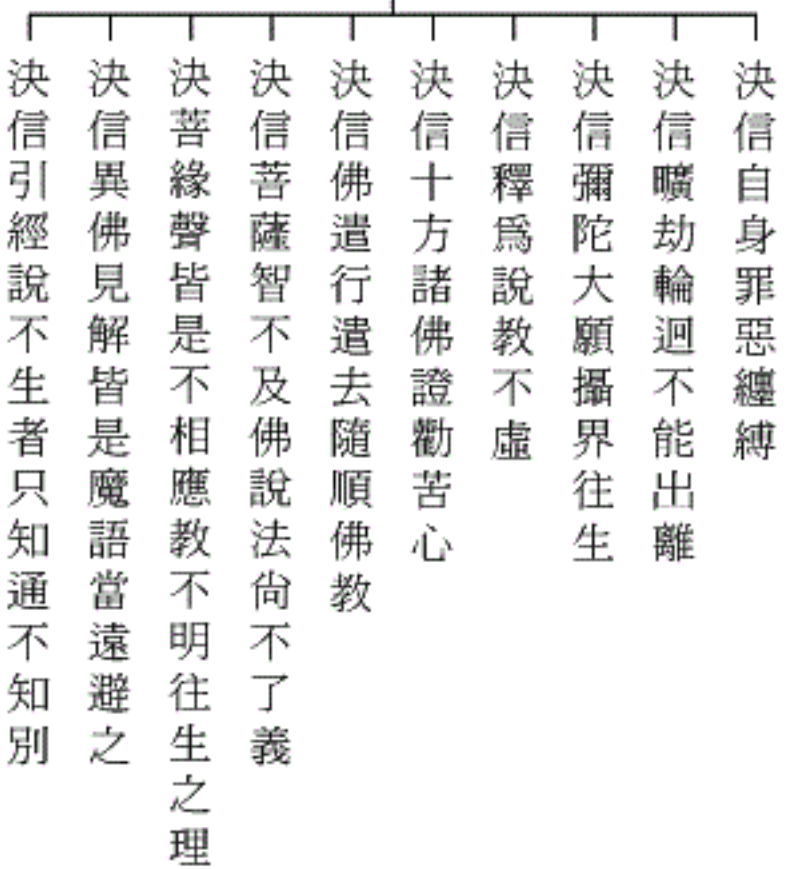 決信自身罪惡纏縛
決信曠劫輪迴不能出離
決信彌陀大願攝界往生
決信釋爲說教不虛
決信十方諸佛證勸苦心
決信佛遣行遣去隨順佛教
決信菩薩智不及佛說法尙不了義
決菩緣聲皆是不相應教不明往生之理
決信異佛見解皆是魔語當遠避之
決信引經說不生者只知通不知別